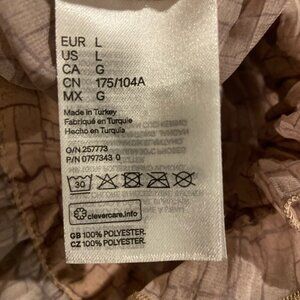 EUR L
US L
CA G
CN 175/104A
MX G
Made in Turkey
Fabriqué en Turquie
Hecho en Turquía
O/N 257773
P/N 0797343 0
30
clevercare.info
GB 100% POLYESTER.
CZ 100% POLYESTER.